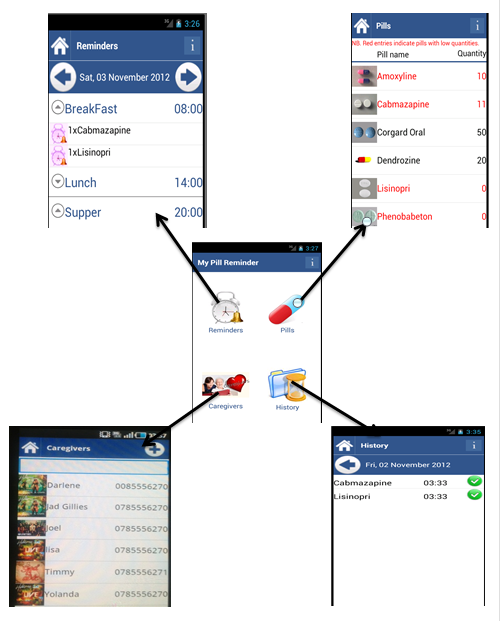 3:26
Reminders
i
Sat, 03 November 2012
BreakFast 08:00
1xCabmazapine
1xLisinopri
Lunch 14:00
Supper 20:00
Pills
i
NB. Red entries indicate pills with low quantities.
Pill name Quantity
Amoxyline 10
Cabmazapine 11
Corgard Oral 50
Dendrozine 20
Lisinopri 0
Phenobabeton 0
3:27
My Pill Reminder
i
Reminders
Pills
Caregivers
History
Caregivers
Darlene 0085556270
Jad Gillies 0085556270
Joel 0785556270
lisa 0785556270
Timmy 0785556271
Yolanda 0785556270
3:35
History
i
Fri, 02 November 2012
Cabmazapine 03:33
Lisinopri 03:33